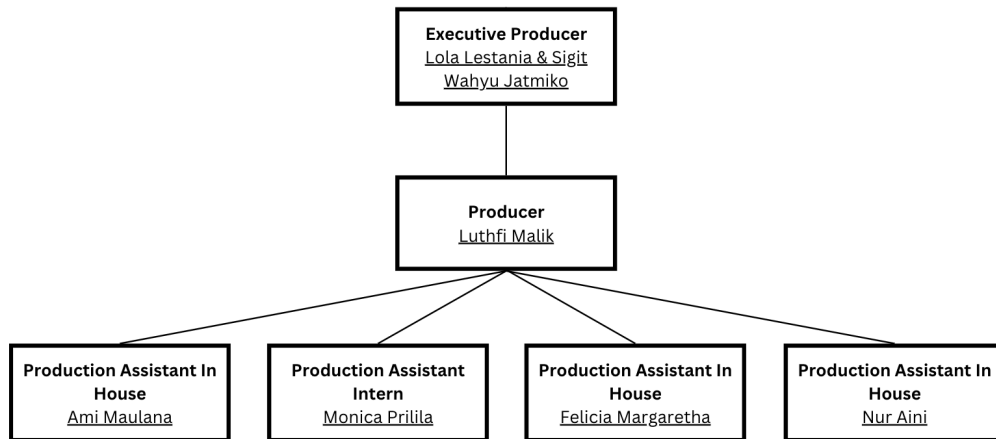 Executive Producer
Lola Lestania & Sigit
Wahyu Jatmiko
Producer
Luthfi Malik
Production Assistant In
House
Ami Maulana
Production Assistant
Intern
Monica Prilila
Production Assistant In
House
Felicia Margaretha
Production Assistant In
House
Nur Aini